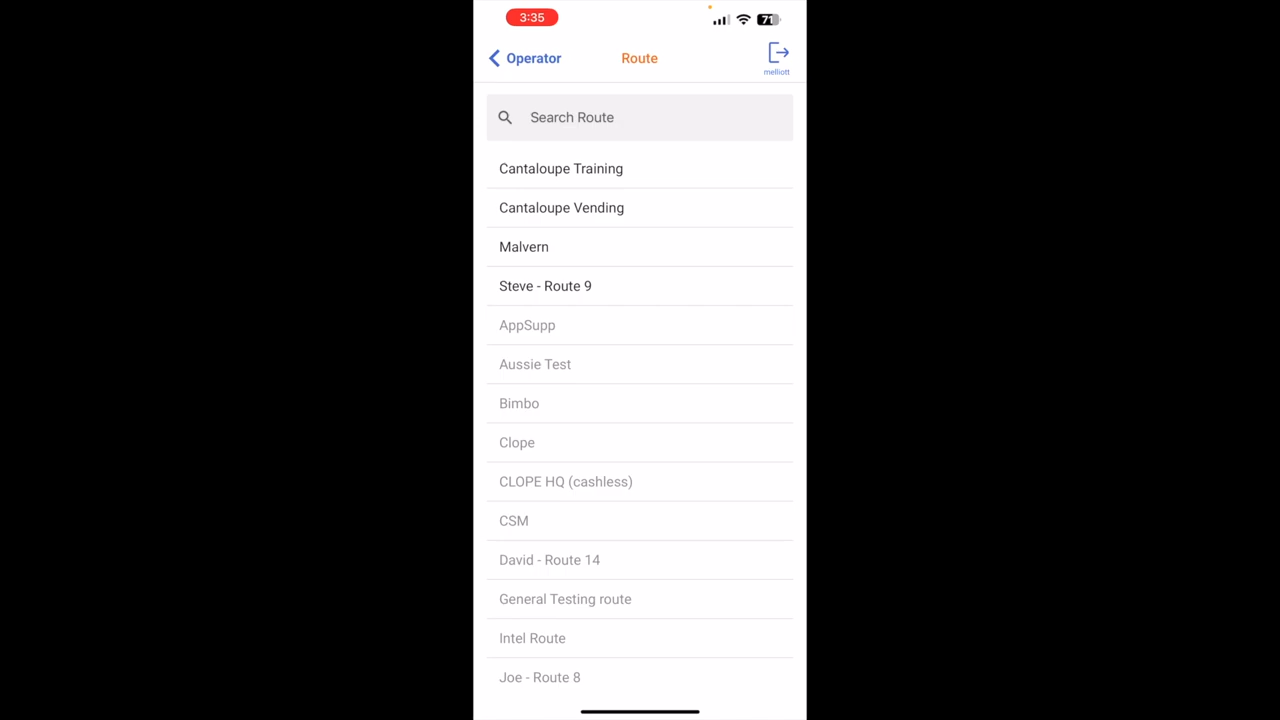 3:35
71
Operator
Route
melliott
Search Route
Cantaloupe Training
Cantaloupe Vending
Malvern
Steve - Route 9
AppSupp
Aussie Test
Bimbo
Clope
CLOPE HQ (cashless)
CSM
David - Route 14
General Testing route
Intel Route
Joe - Route 8